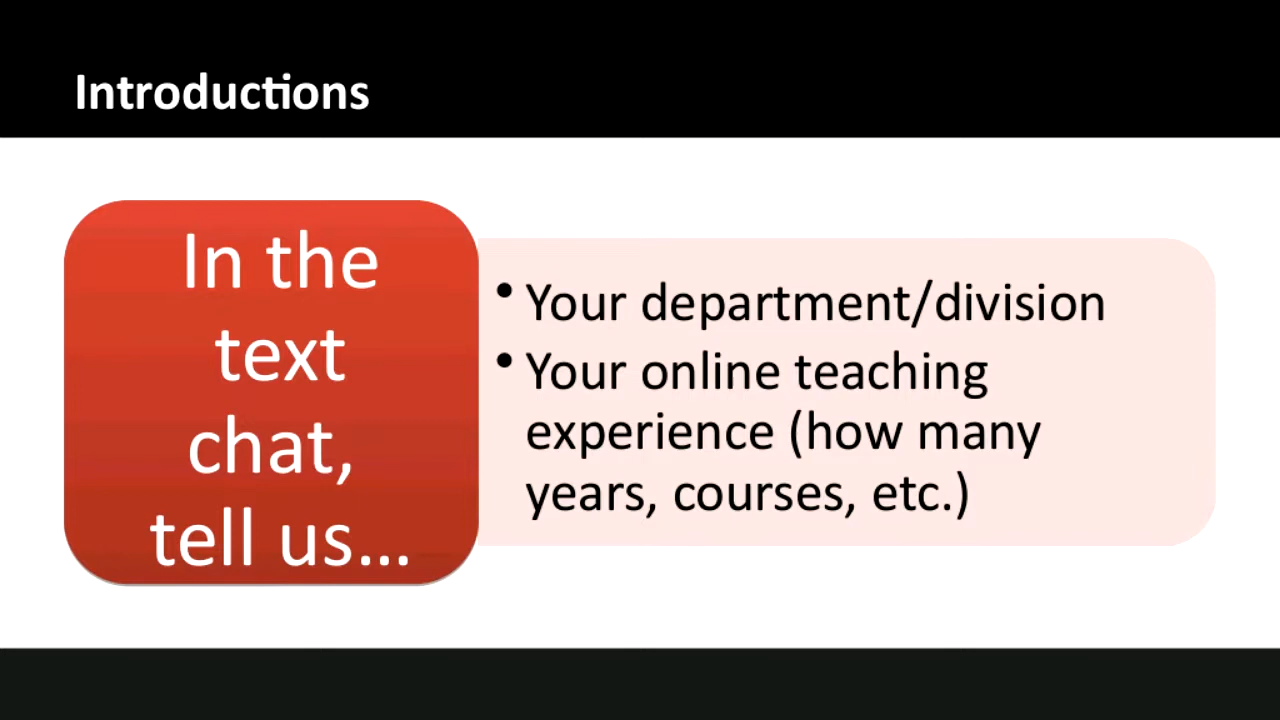 Introductions
In the
text
chat,
tell us...
• Your department/division
• Your online teaching
experience (how many
years, courses, etc.)